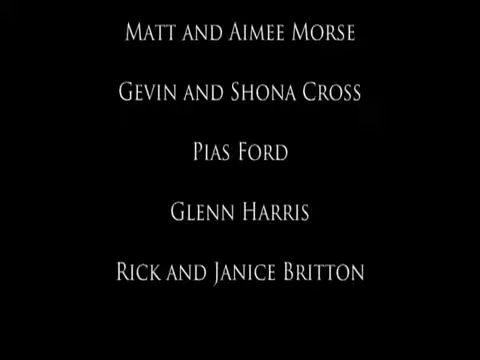 Matt and Aimee Morse
Gevin and Shona Cross
Pias Ford
Glenn Harris
Rick and Janice Britton